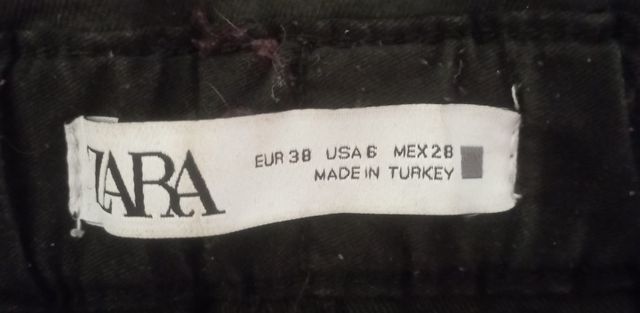 ZARA
EUR 38 USA 6 MEX 28
MADE IN TURKEY